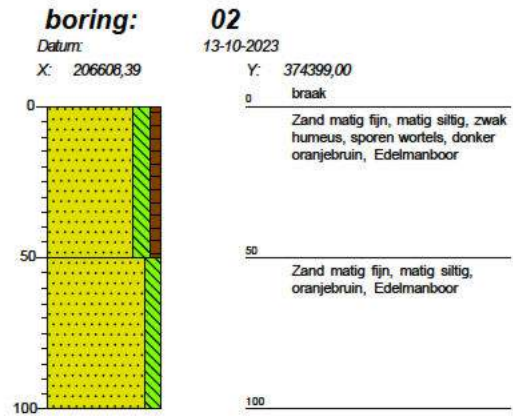 boring: 02
Datum: 13-10-2023
X: 206608,39 Y: 374399,00
0 0 braak
Zand matig fijn, matig siltig, zwak
humeus, sporen wortels, donker
oranjebruin, Edelmanboor
50 50
Zand matig fijn, matig siltig,
oranjebruin, Edelmanboor
100 100